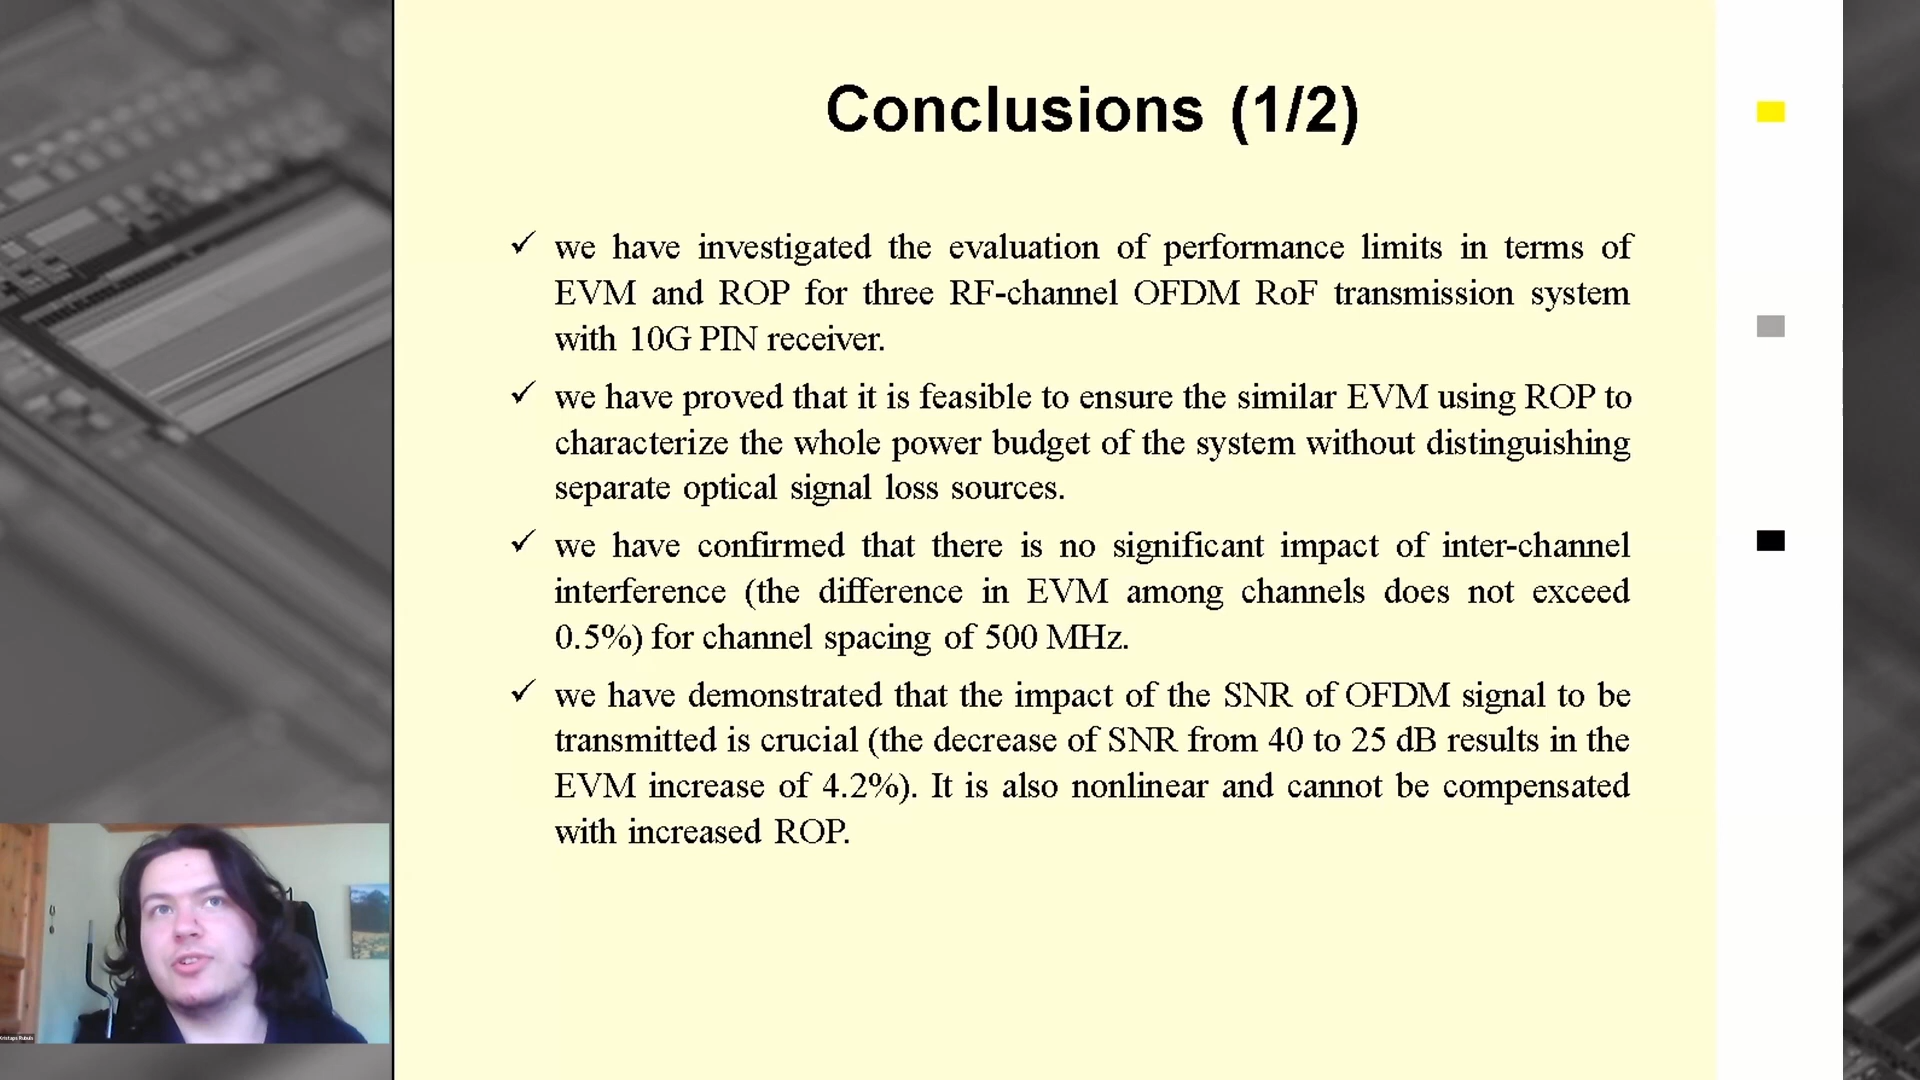 Conclusions (1/2)
✓ we have investigated the evaluation of performance limits in terms of
EVM and ROP for three RF-channel OFDM RoF transmission system
with 10G PIN receiver.
✓ we have proved that it is feasible to ensure the similar EVM using ROP to
characterize the whole power budget of the system without distinguishing
separate optical signal loss sources.
✓ we have confirmed that there is no significant impact of inter-channel
interference (the difference in EVM among channels does not exceed
0.5%) for channel spacing of 500 MHz.
✓ we have demonstrated that the impact of the SNR of OFDM signal to be
transmitted is crucial (the decrease of SNR from 40 to 25 dB results in the
EVM increase of 4.2%). It is also nonlinear and cannot be compensated
with increased ROP.